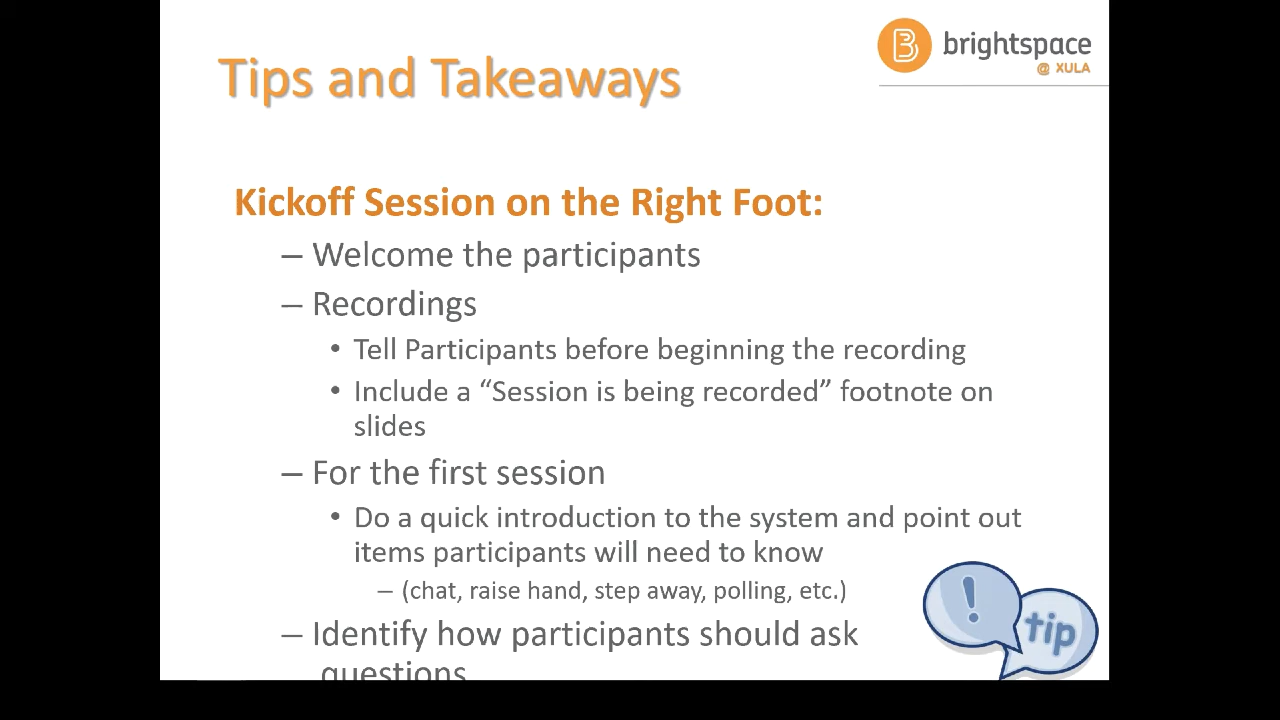 brightspace
@ XULA
Tips and Takeaways
Kickoff Session on the Right Foot:
– Welcome the participants
– Recordings
• Tell Participants before beginning the recording
• Include a “Session is being recorded” footnote on
slides
– For the first session
• Do a quick introduction to the system and point out
items participants will need to know
– (chat, raise hand, step away, polling, etc.)
– Identify how participants should ask
questions
! tip